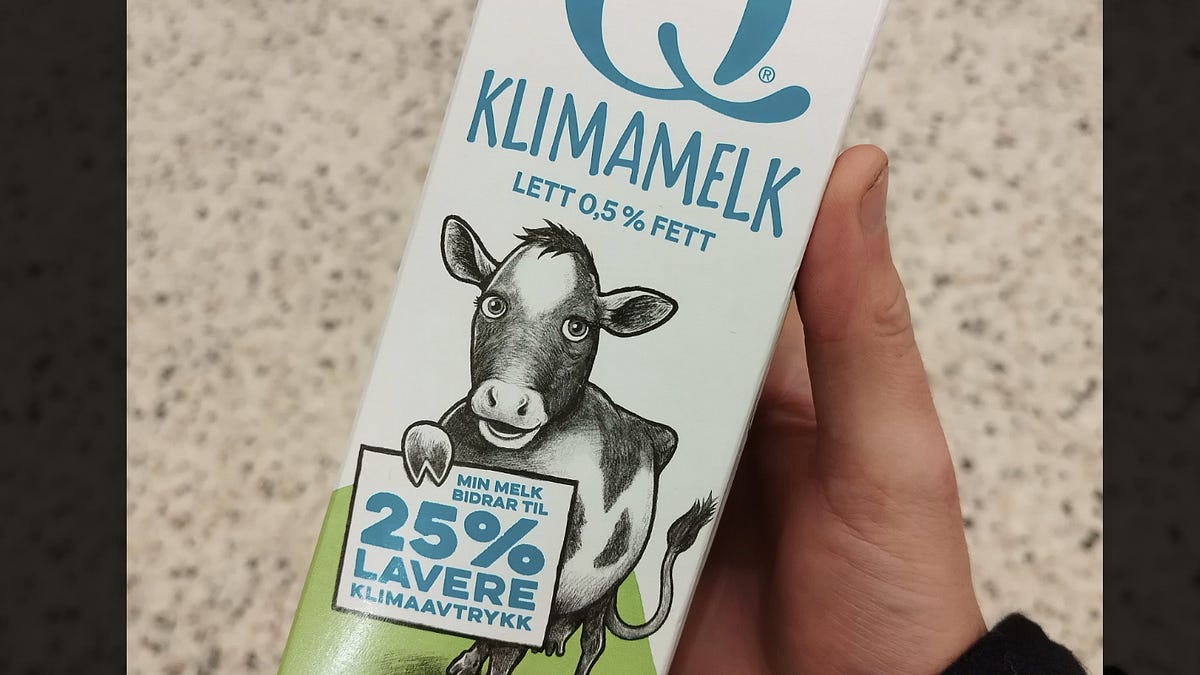 Q®
KLIMAMELK
LETT 0,5 % FETT
MIN MELK
BIDRAR TIL
25%
LAVERE
KLIMAAVTRYKK